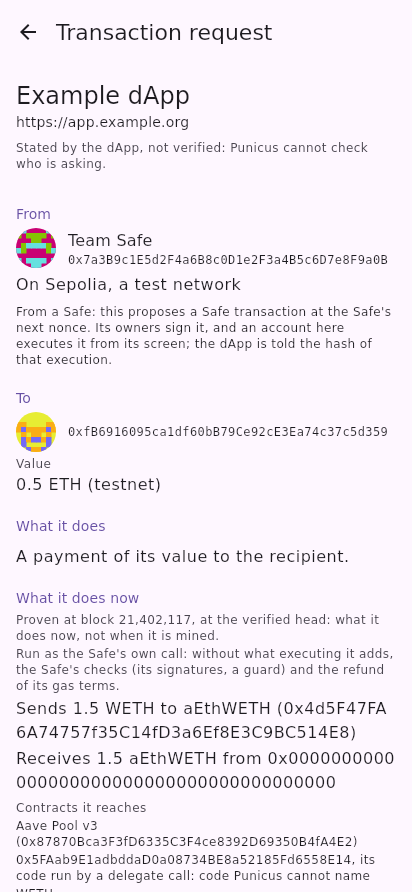 Transaction request
Example dApp
https://app.example.org
Stated by the dApp, not verified: Punicus cannot check
who is asking.
From
Team Safe
0x7a3B9c1E5d2F4a6B8c0D1e2F3a4B5c6D7e8F9a0B
On Sepolia, a test network
From a Safe: this proposes a Safe transaction at the Safe's
next nonce. Its owners sign it, and an account here
executes it from its screen; the dApp is told the hash of
that execution.
To
0xfB6916095ca1df60bB79Ce92cE3Ea74c37c5d359
Value
0.5 ETH (testnet)
What it does
A payment of its value to the recipient.
What it does now
Proven at block 21,402,117, at the verified head: what it
does now, not when it is mined.
Run as the Safe's own call: without what executing it adds,
the Safe's checks (its signatures, a guard) and the refund
of its gas terms.
Sends 1.5 WETH to aEthWETH (0x4d5F47FA
6A74757f35C14fD3a6Ef8E3C9BC514E8)
Receives 1.5 aEthWETH from 0x0000000000
000000000000000000000000000000
Contracts it reaches
Aave Pool v3
(0x87870Bca3F3fD6335C3F4ce8392D69350B4fA4E2)
0x5FAab9E1adbddaD0a08734BE8a52185Fd6558E14, its
code run by a delegate call: code Punicus cannot name
WETH